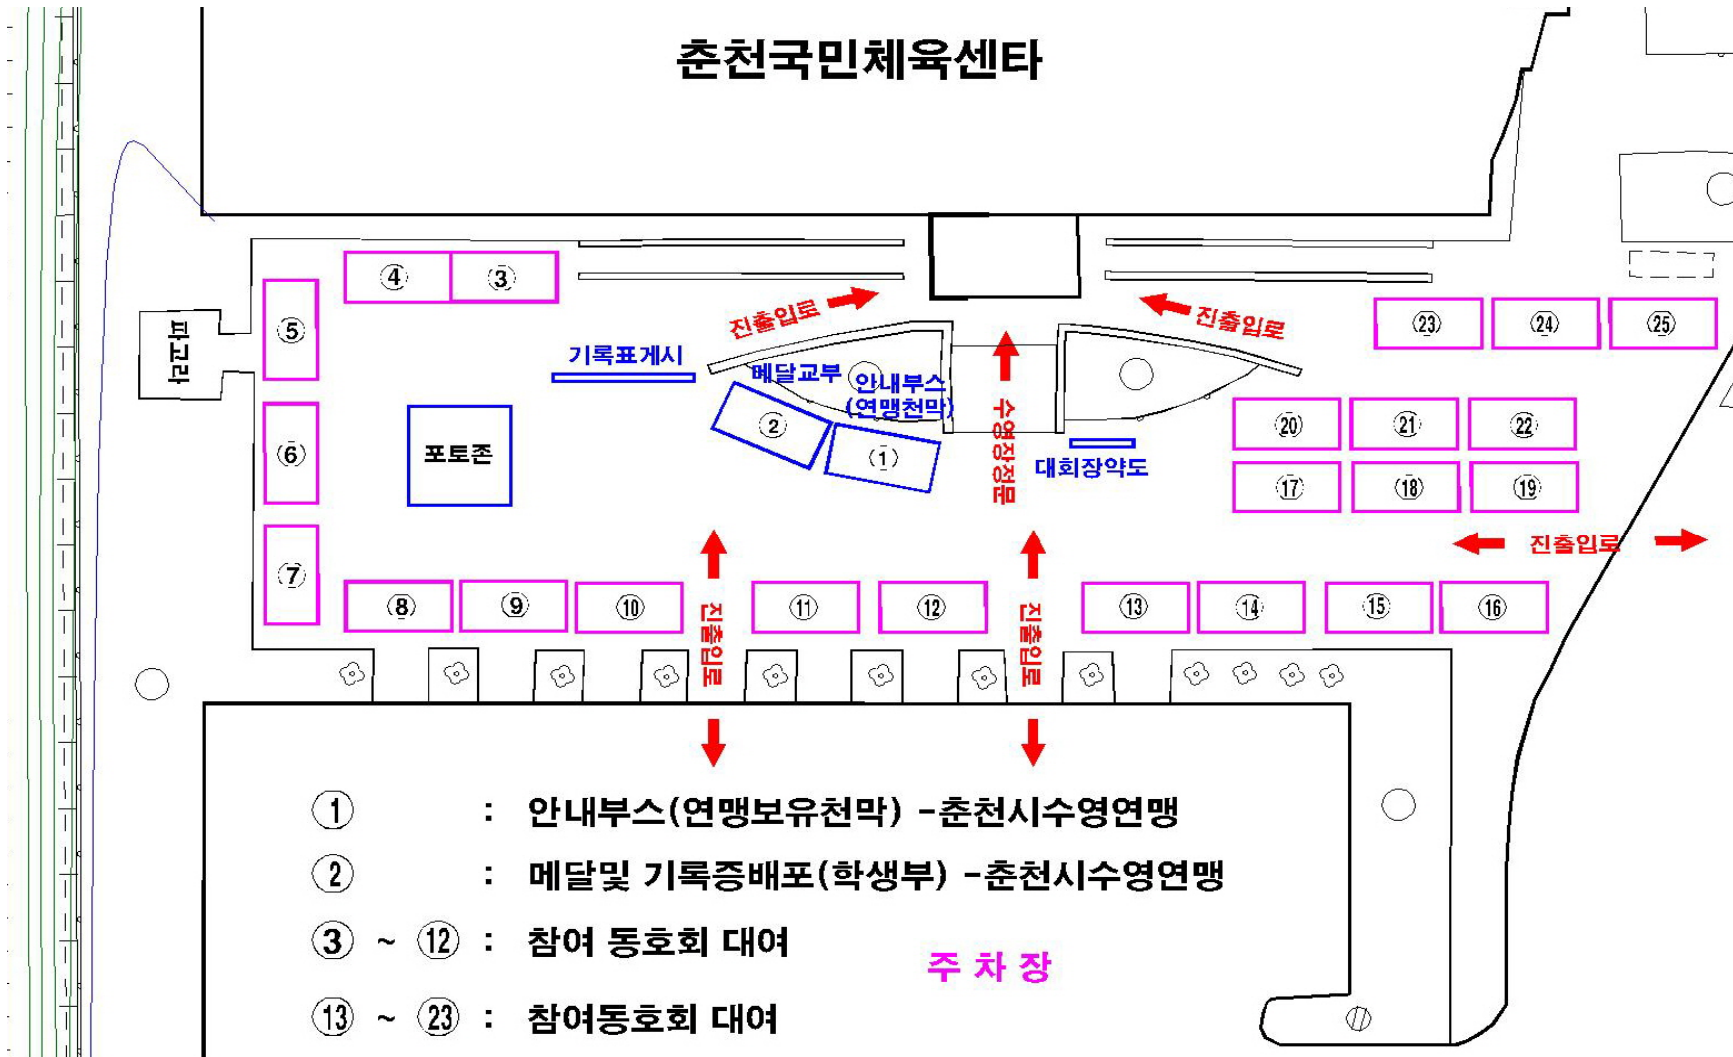 춘천국민체육센타
④ ③
⑤
파고라
진출입로
진출입로
㉓ ㉔ ㉕
기록표게시
메달교부
안내부스
(연맹천막)
②
①
수영장정문
대회장약도
⑳ ㉑ ㉒
⑥
포토존
⑰ ⑱ ⑲
진출입로
⑦
⑧ ⑨ ⑩ ⑪ ⑫ ⑬ ⑭ ⑮ ⑯
진출입로
진출입로
① : 안내부스(연맹보유천막) -춘천시수영연맹
② : 메달및 기록증배포(학생부) -춘천시수영연맹
③ ~ ⑫ : 참여 동호회 대여
주 차 장
⑬ ~ ㉓ : 참여동호회 대여